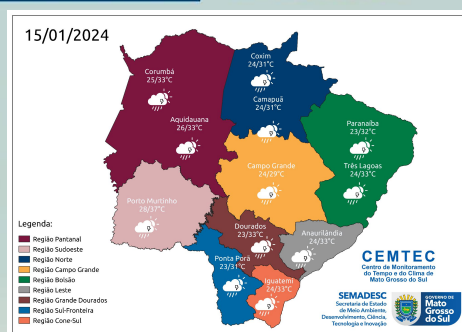 15/01/2024
Coxim
24/31°C
Corumbá
25/33°C
Camapuã
24/31°C
Aquidauana
26/33°C
Paranaíba
23/32°C
Campo Grande
24/29°C
Três Lagoas
24/33°C
Porto Murtinho
28/37°C
Dourados
23/33°C
Anaurilândia
24/33°C
Ponta Porã
23/31°C
Iguatemi
24/33°C
Legenda:
Região Pantanal
Região Sudoeste
Região Norte
Região Campo Grande
Região Bolsão
Região Leste
Região Grande Dourados
Região Sul-Fronteira
Região Cone-Sul
CEMTEC
Centro de Monitoramento
do Tempo e do Clima de
Mato Grosso do Sul
SEMADESC
Secretaria de Estado
de Meio Ambiente,
Desenvolvimento, Ciência,
Tecnologia e Inovação
GOVERNO DE
Mato
Grosso
do Sul